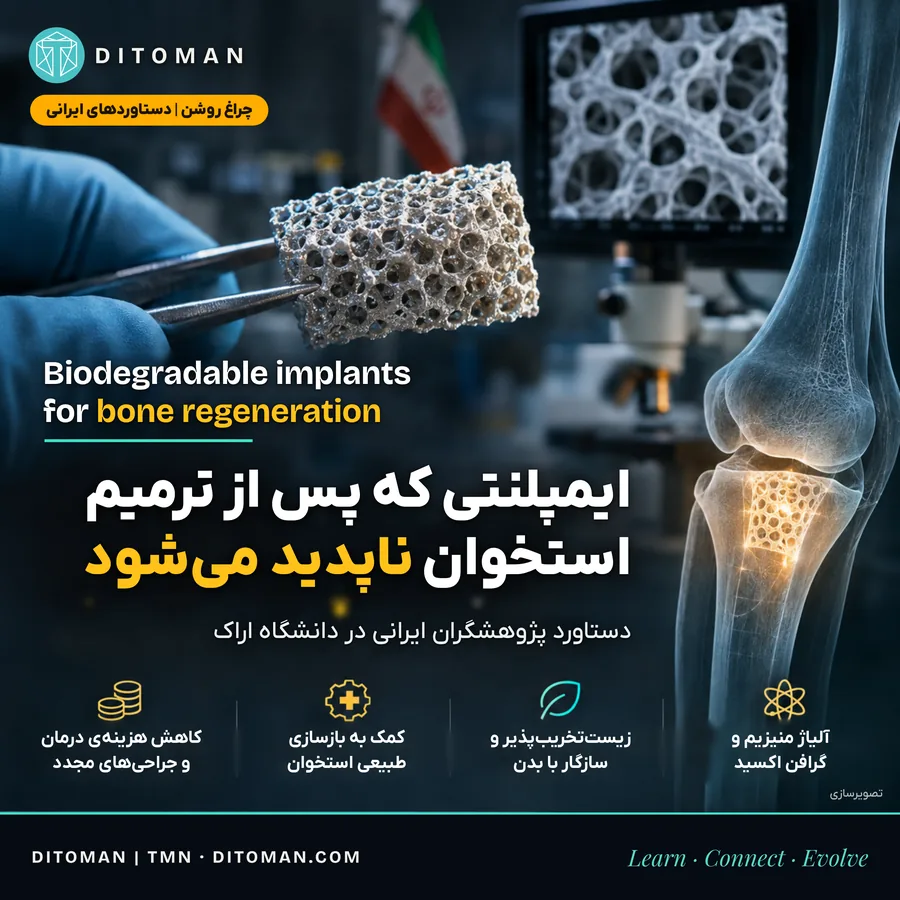 DITOMAN
چراغ روشن | دستاوردهای ایرانی
Biodegradable implants
for bone regeneration
ایمپلنتی که پس از ترمیم
استخوان ناپدید می‌شود
دستاورد پژوهشگران ایرانی در دانشگاه اراک
آلیاژ منیزیم و
گرافن اکسید
زیست‌تخریب‌پذیر و
سازگار با بدن
کمک به بازسازی
طبیعی استخوان
کاهش هزینه‌ی درمان
و جراحی‌های مجدد
تصویرسازی
DITOMAN | TMN · DITOMAN.COM
Learn · Connect · Evolve